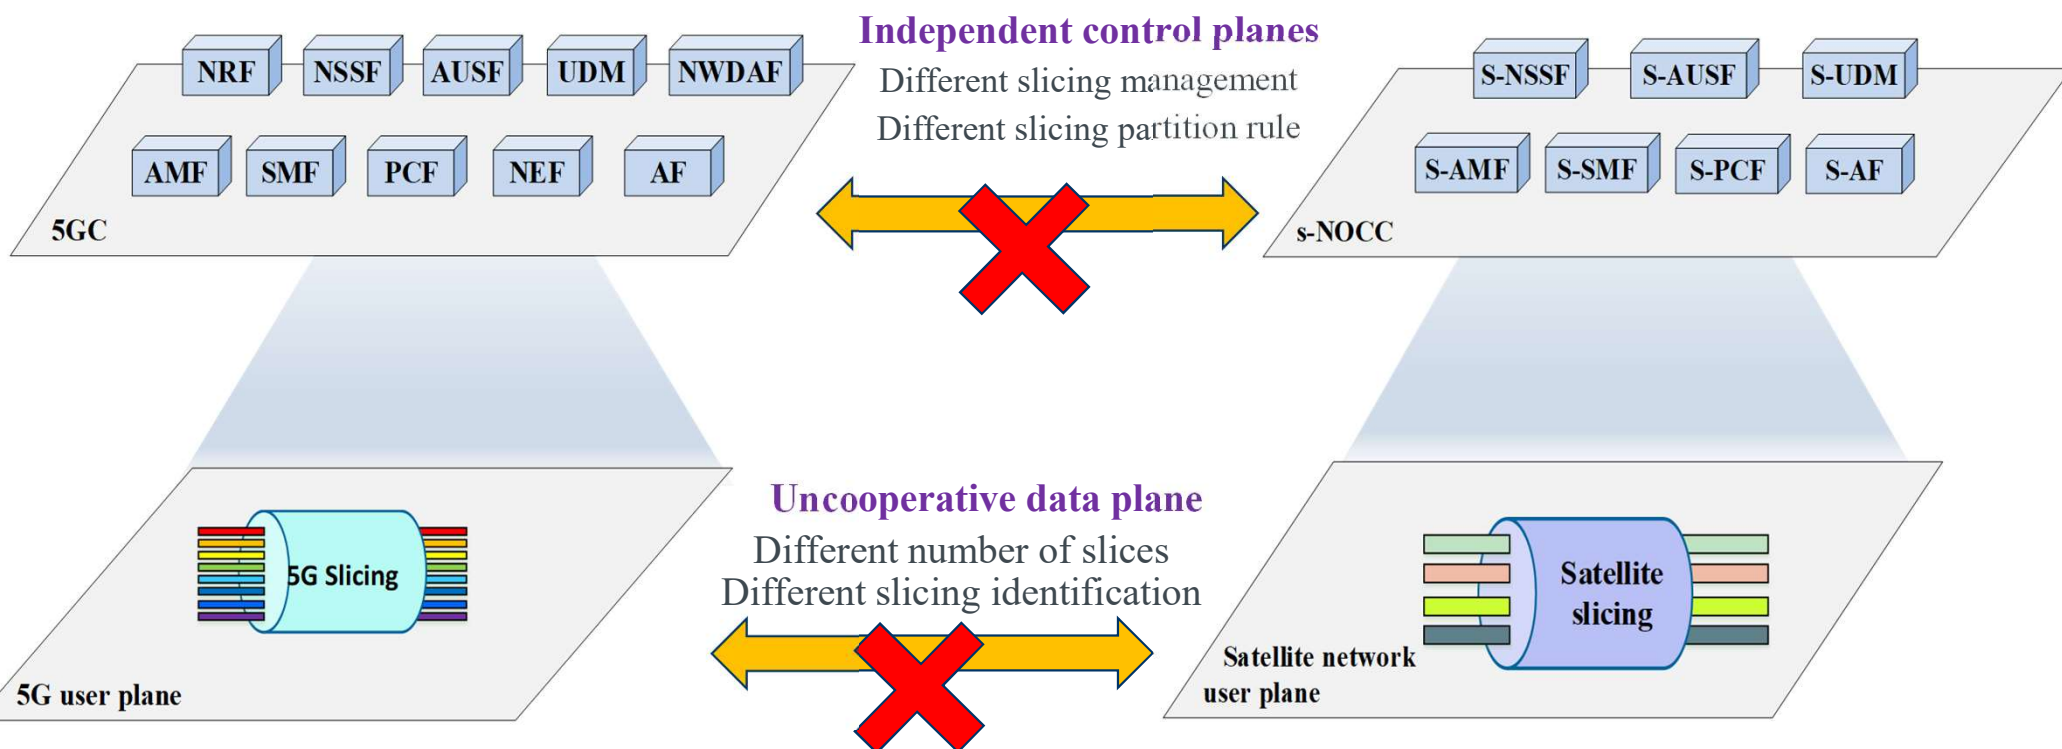 Independent control planes
Different slicing management
Different slicing partition rule
NRF
NSSF
AUSF
UDM
NWDAF
AMF
SMF
PCF
NEF
AF
5GC
S-NSSF
S-AUSF
S-UDM
S-AMF
S-SMF
S-PCF
S-AF
s-NOCC
Uncooperative data plane
Different number of slices
Different slicing identification
5G Slicing
5G user plane
Satellite
slicing
Satellite network
user plane